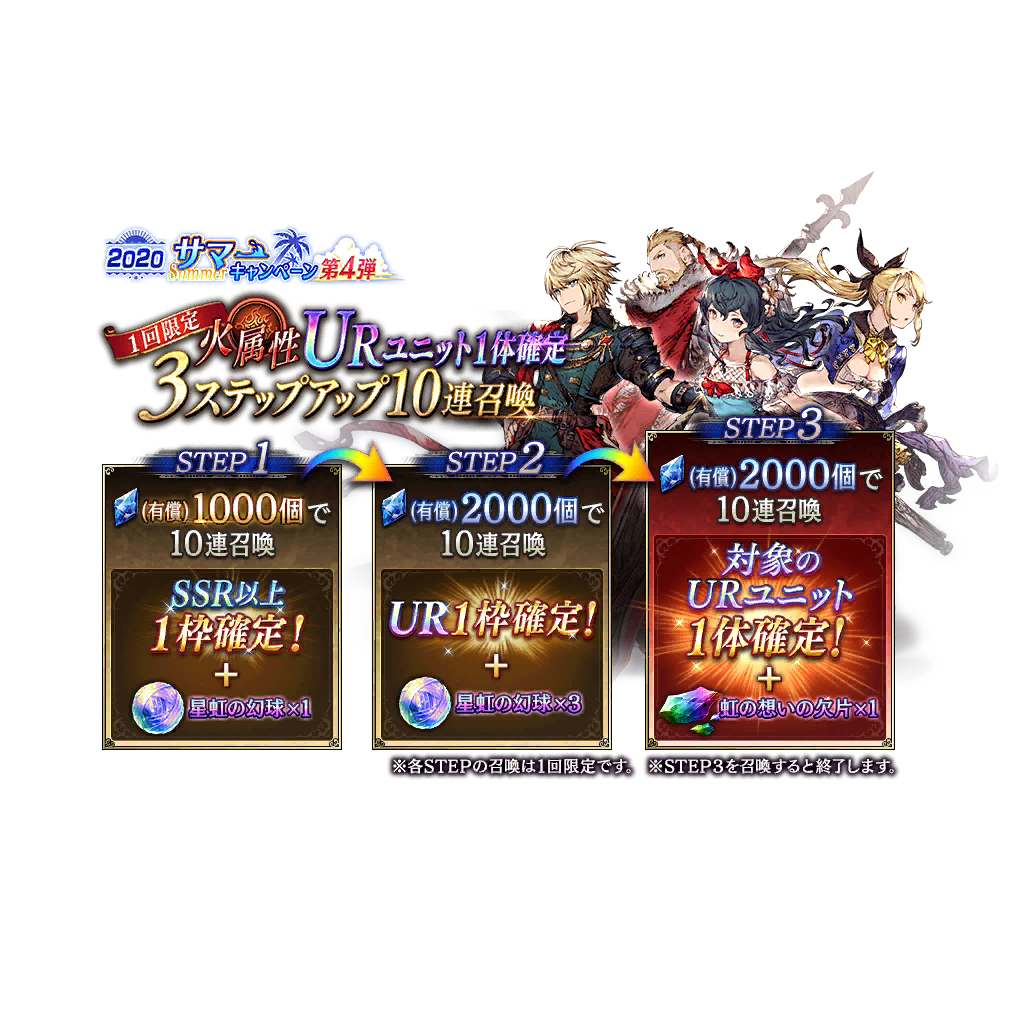 2020 サマー
Summer
キャンペーン 第4弾
1回限定 火属性 URユニット1体確定
3ステップアップ10連召喚
STEP 1
(有償)1000個で
10連召喚
SSR以上
1枠確定!
+
星虹の幻球×1
STEP 2
(有償)2000個で
10連召喚
UR1枠確定!
+
星虹の幻球×3
STEP 3
(有償)2000個で
10連召喚
対象の
URユニット
1体確定!
+
虹の想いの欠片×1
※各STEPの召喚は1回限定です。
※STEP3を召喚すると終了します。